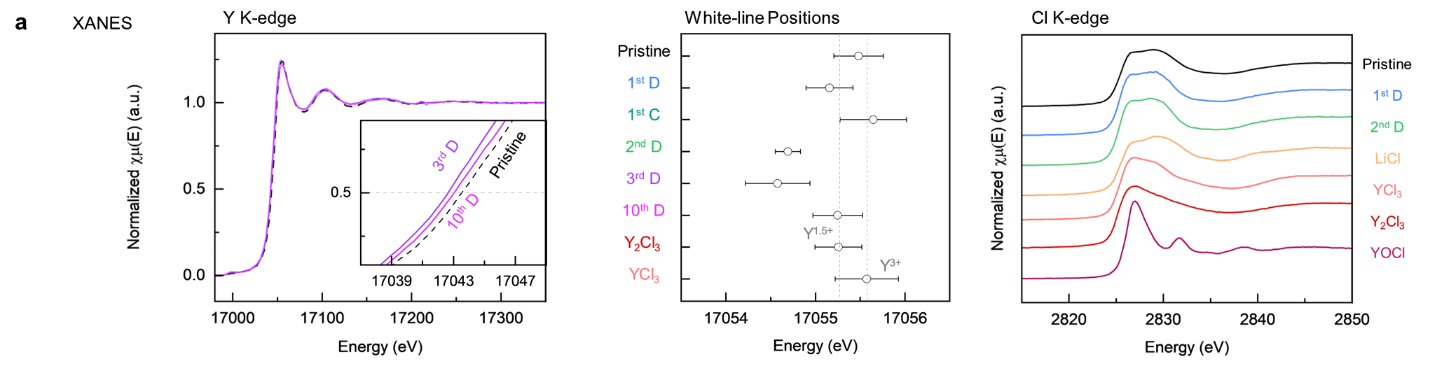 a
XANES
Y K-edge
Normalized χμ(E) (a.u.)
1.0
0.5
0.0
17000
17100
17200
17300
Energy (eV)
3rd D
Pristine
10th D
0.5
17039
17043
17047
White-line Positions
Pristine
1st D
1st C
2nd D
3rd D
10th D
Y2Cl3
YCl3
Y1.5+
Y3+
17054
17055
17056
Energy (eV)
Cl K-edge
Normalized χμ(E) (a.u.)
Pristine
1st D
2nd D
LiCl
YCl3
Y2Cl3
YOCl
2820
2830
2840
2850
Energy (eV)